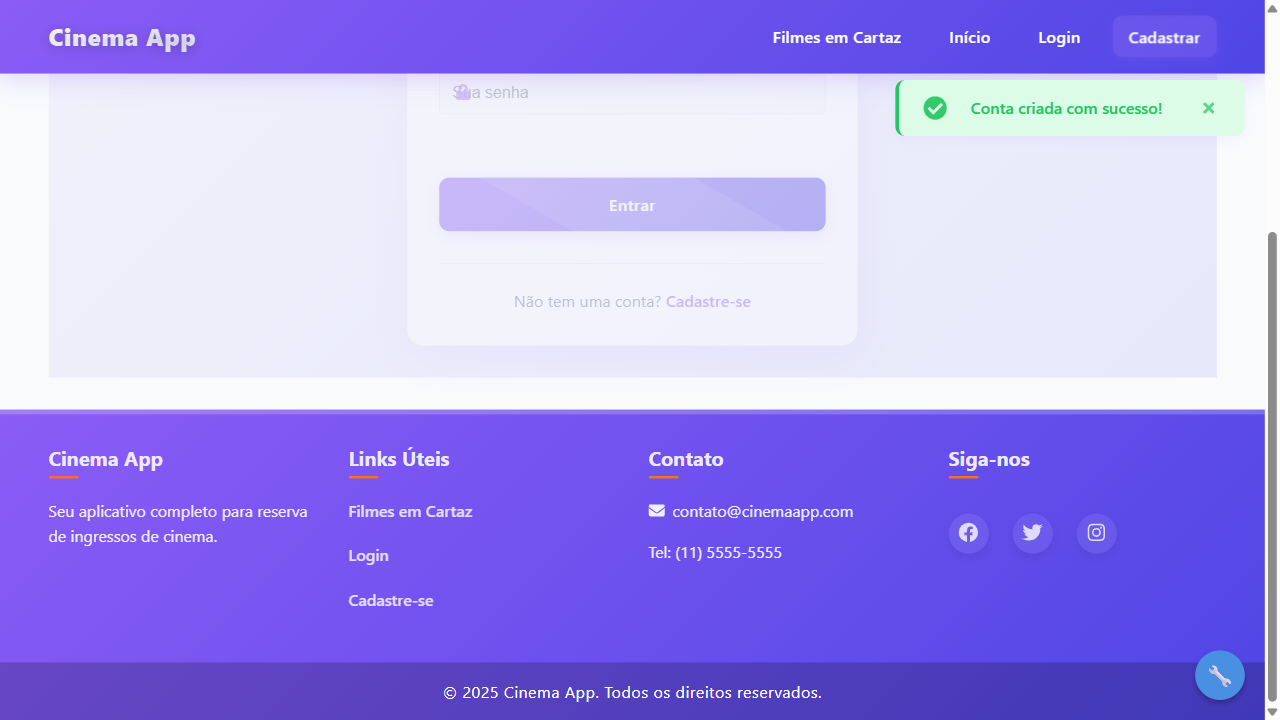 Cinema App
Filmes em Cartaz
Início
Login
Cadastrar
Sua senha
Conta criada com sucesso!
Entrar
Não tem uma conta? Cadastre-se
Cinema App
Seu aplicativo completo para reserva
de ingressos de cinema.
Links Úteis
Filmes em Cartaz
Login
Cadastre-se
Contato
contato@cinemaapp.com
Tel: (11) 5555-5555
Siga-nos
© 2025 Cinema App. Todos os direitos reservados.